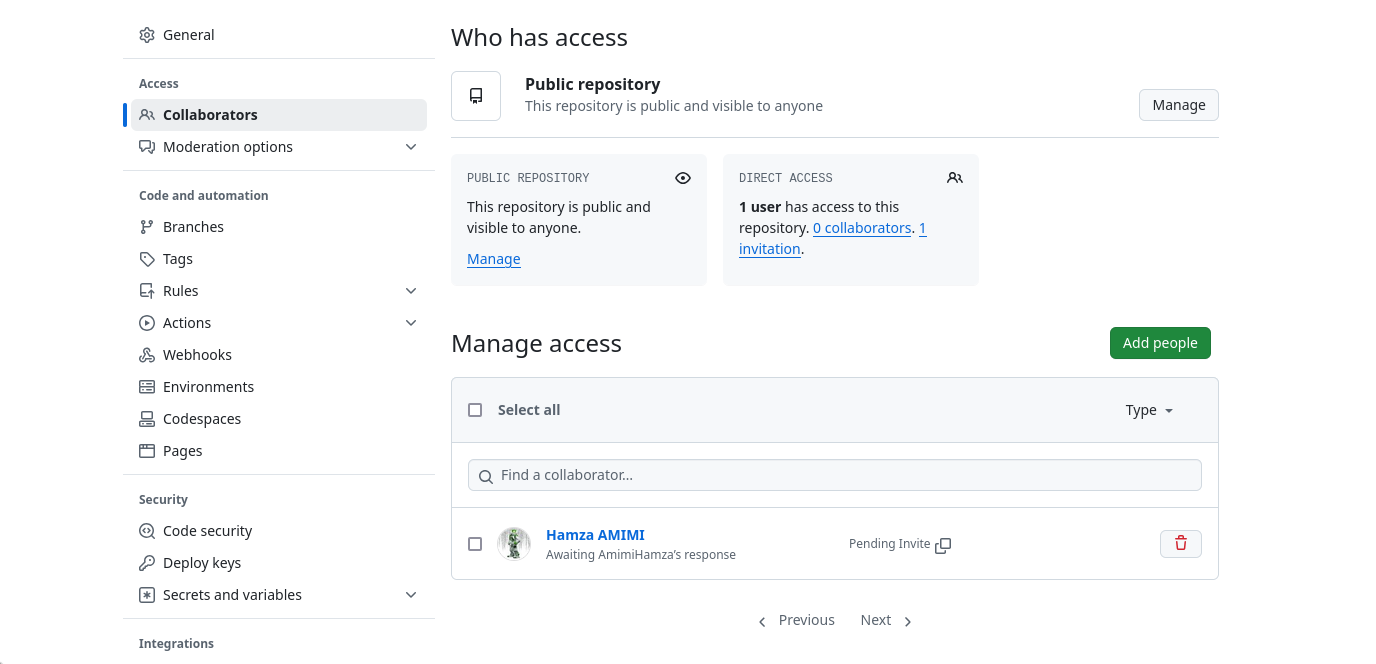 General
Access
Collaborators
Moderation options
Code and automation
Branches
Tags
Rules
Actions
Webhooks
Environments
Codespaces
Pages
Security
Code security
Deploy keys
Secrets and variables
Integrations
Who has access
Public repository
This repository is public and visible to anyone
Manage
PUBLIC REPOSITORY
This repository is public and
visible to anyone.
Manage
DIRECT ACCESS
1 user has access to this
repository. 0 collaborators. 1
invitation.
Manage access
Add people
Select all
Type
Find a collaborator...
Hamza AMIMI
Awaiting AmimiHamza's response
Pending Invite
Previous
Next